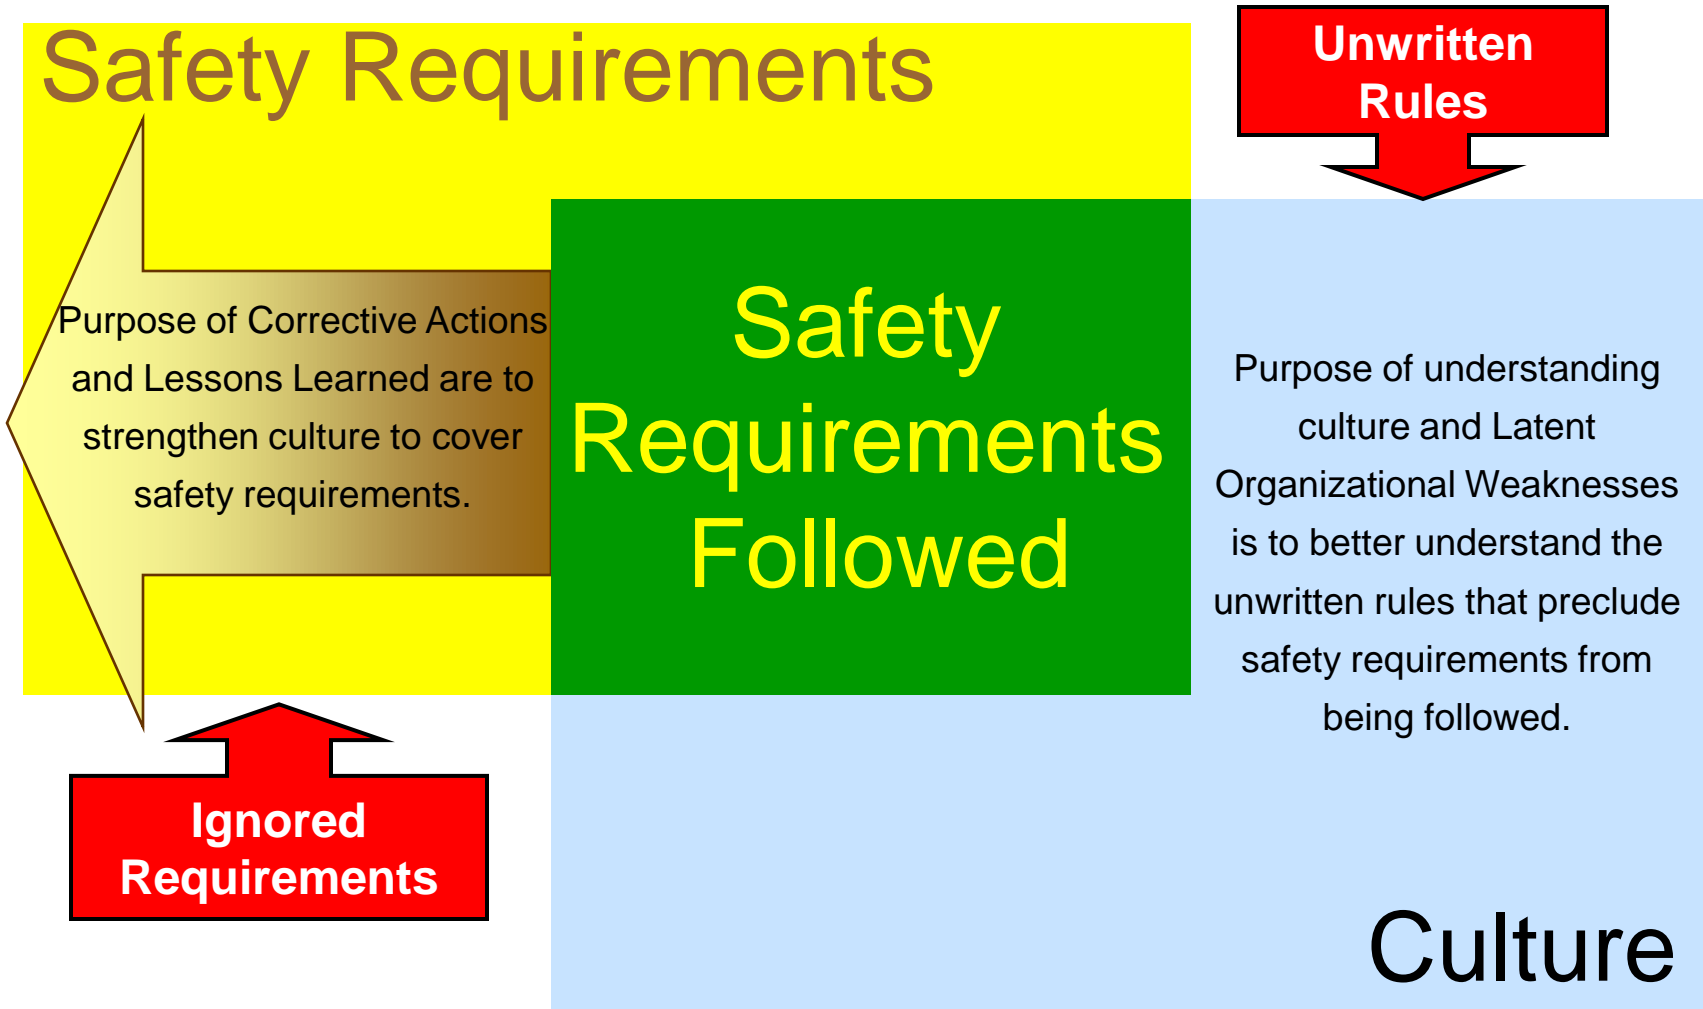 Safety Requirements
Unwritten
Rules
Purpose of Corrective Actions
and Lessons Learned are to
strengthen culture to cover
safety requirements.
Safety
Requirements
Followed
Purpose of understanding
culture and Latent
Organizational Weaknesses
is to better understand the
unwritten rules that preclude
safety requirements from
being followed.
Ignored
Requirements
Culture